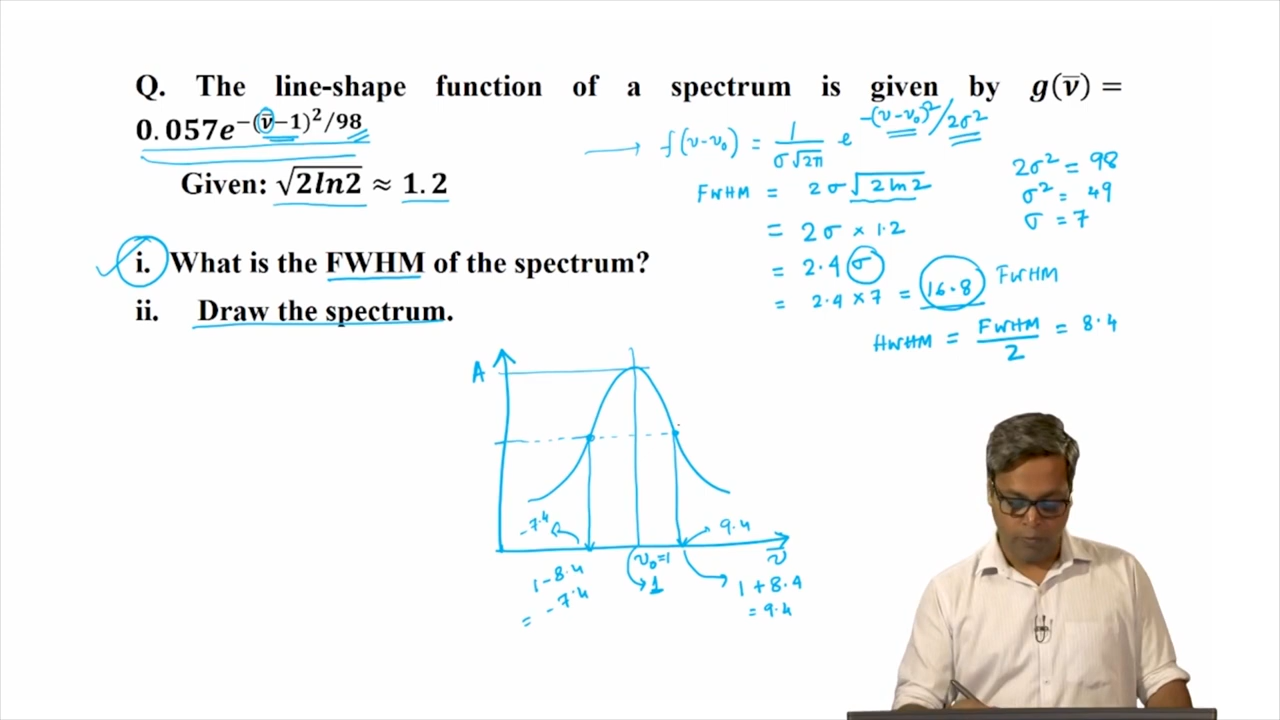 Q. The line-shape function of a spectrum is given by g(ν̅) =
0.057e^−(ν̅−1)²/98
Given: √2ln2 ≈ 1.2
i. What is the FWHM of the spectrum?
ii. Draw the spectrum.
f(ν-ν₀) = 1/σ√2π e^-(ν-ν₀)²/2σ²
FWHM = 2σ√2 ln 2
= 2σ × 1.2
= 2.4 σ
= 2.4 × 7 = 16.8 FWHM
2σ² = 98
σ² = 49
σ = 7
HWHM = FWHM/2 = 8.4
A
-7.4
ν₀=1
9.4
ν̅
1-8.4
= -7.4
1
1 + 8.4
= 9.4